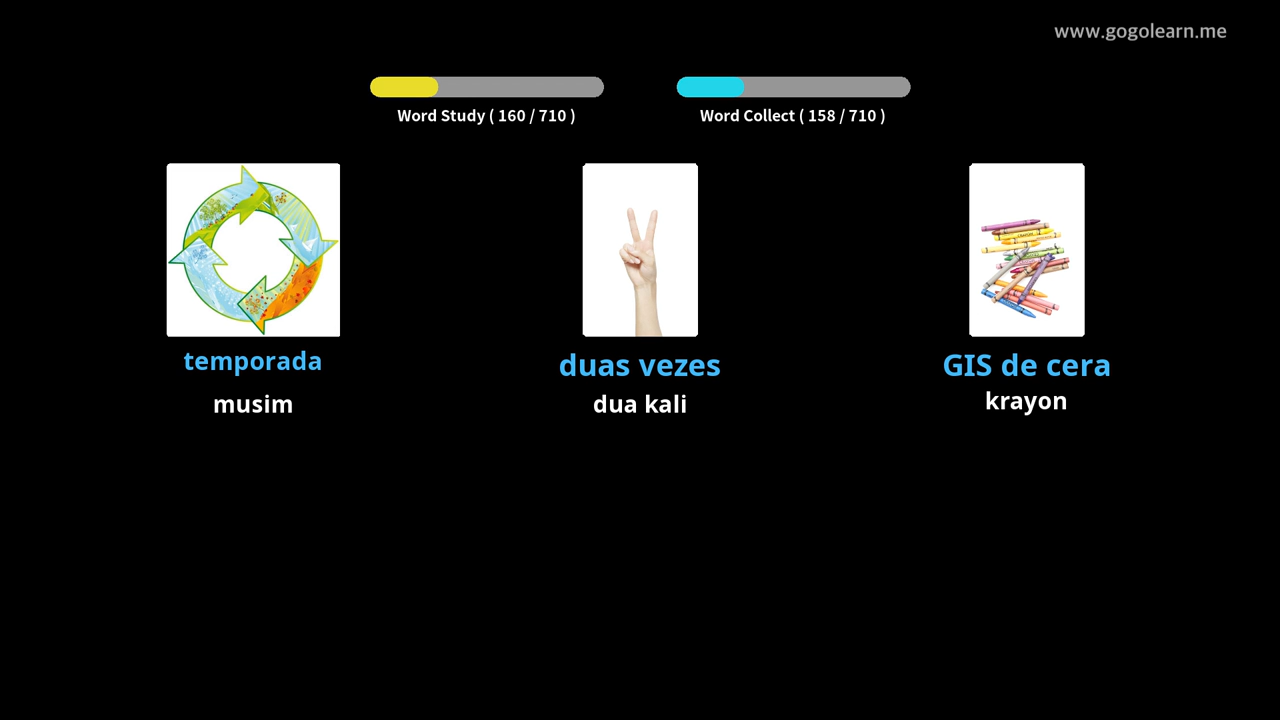 www.gogolearn.me
Word Study ( 160 / 710 )
Word Collect ( 158 / 710 )
temporada
musim
duas vezes
dua kali
GIS de cera
krayon